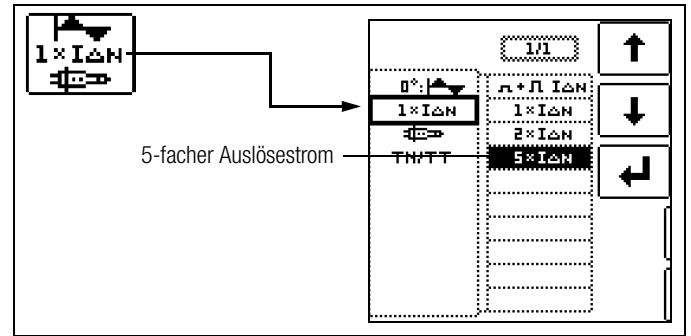 1×IΔN
1/1
0°:
⎍+⎍ IΔN
1×IΔN
1×IΔN
2×IΔN
5-facher Auslösestrom
TN/TT
5×IΔN